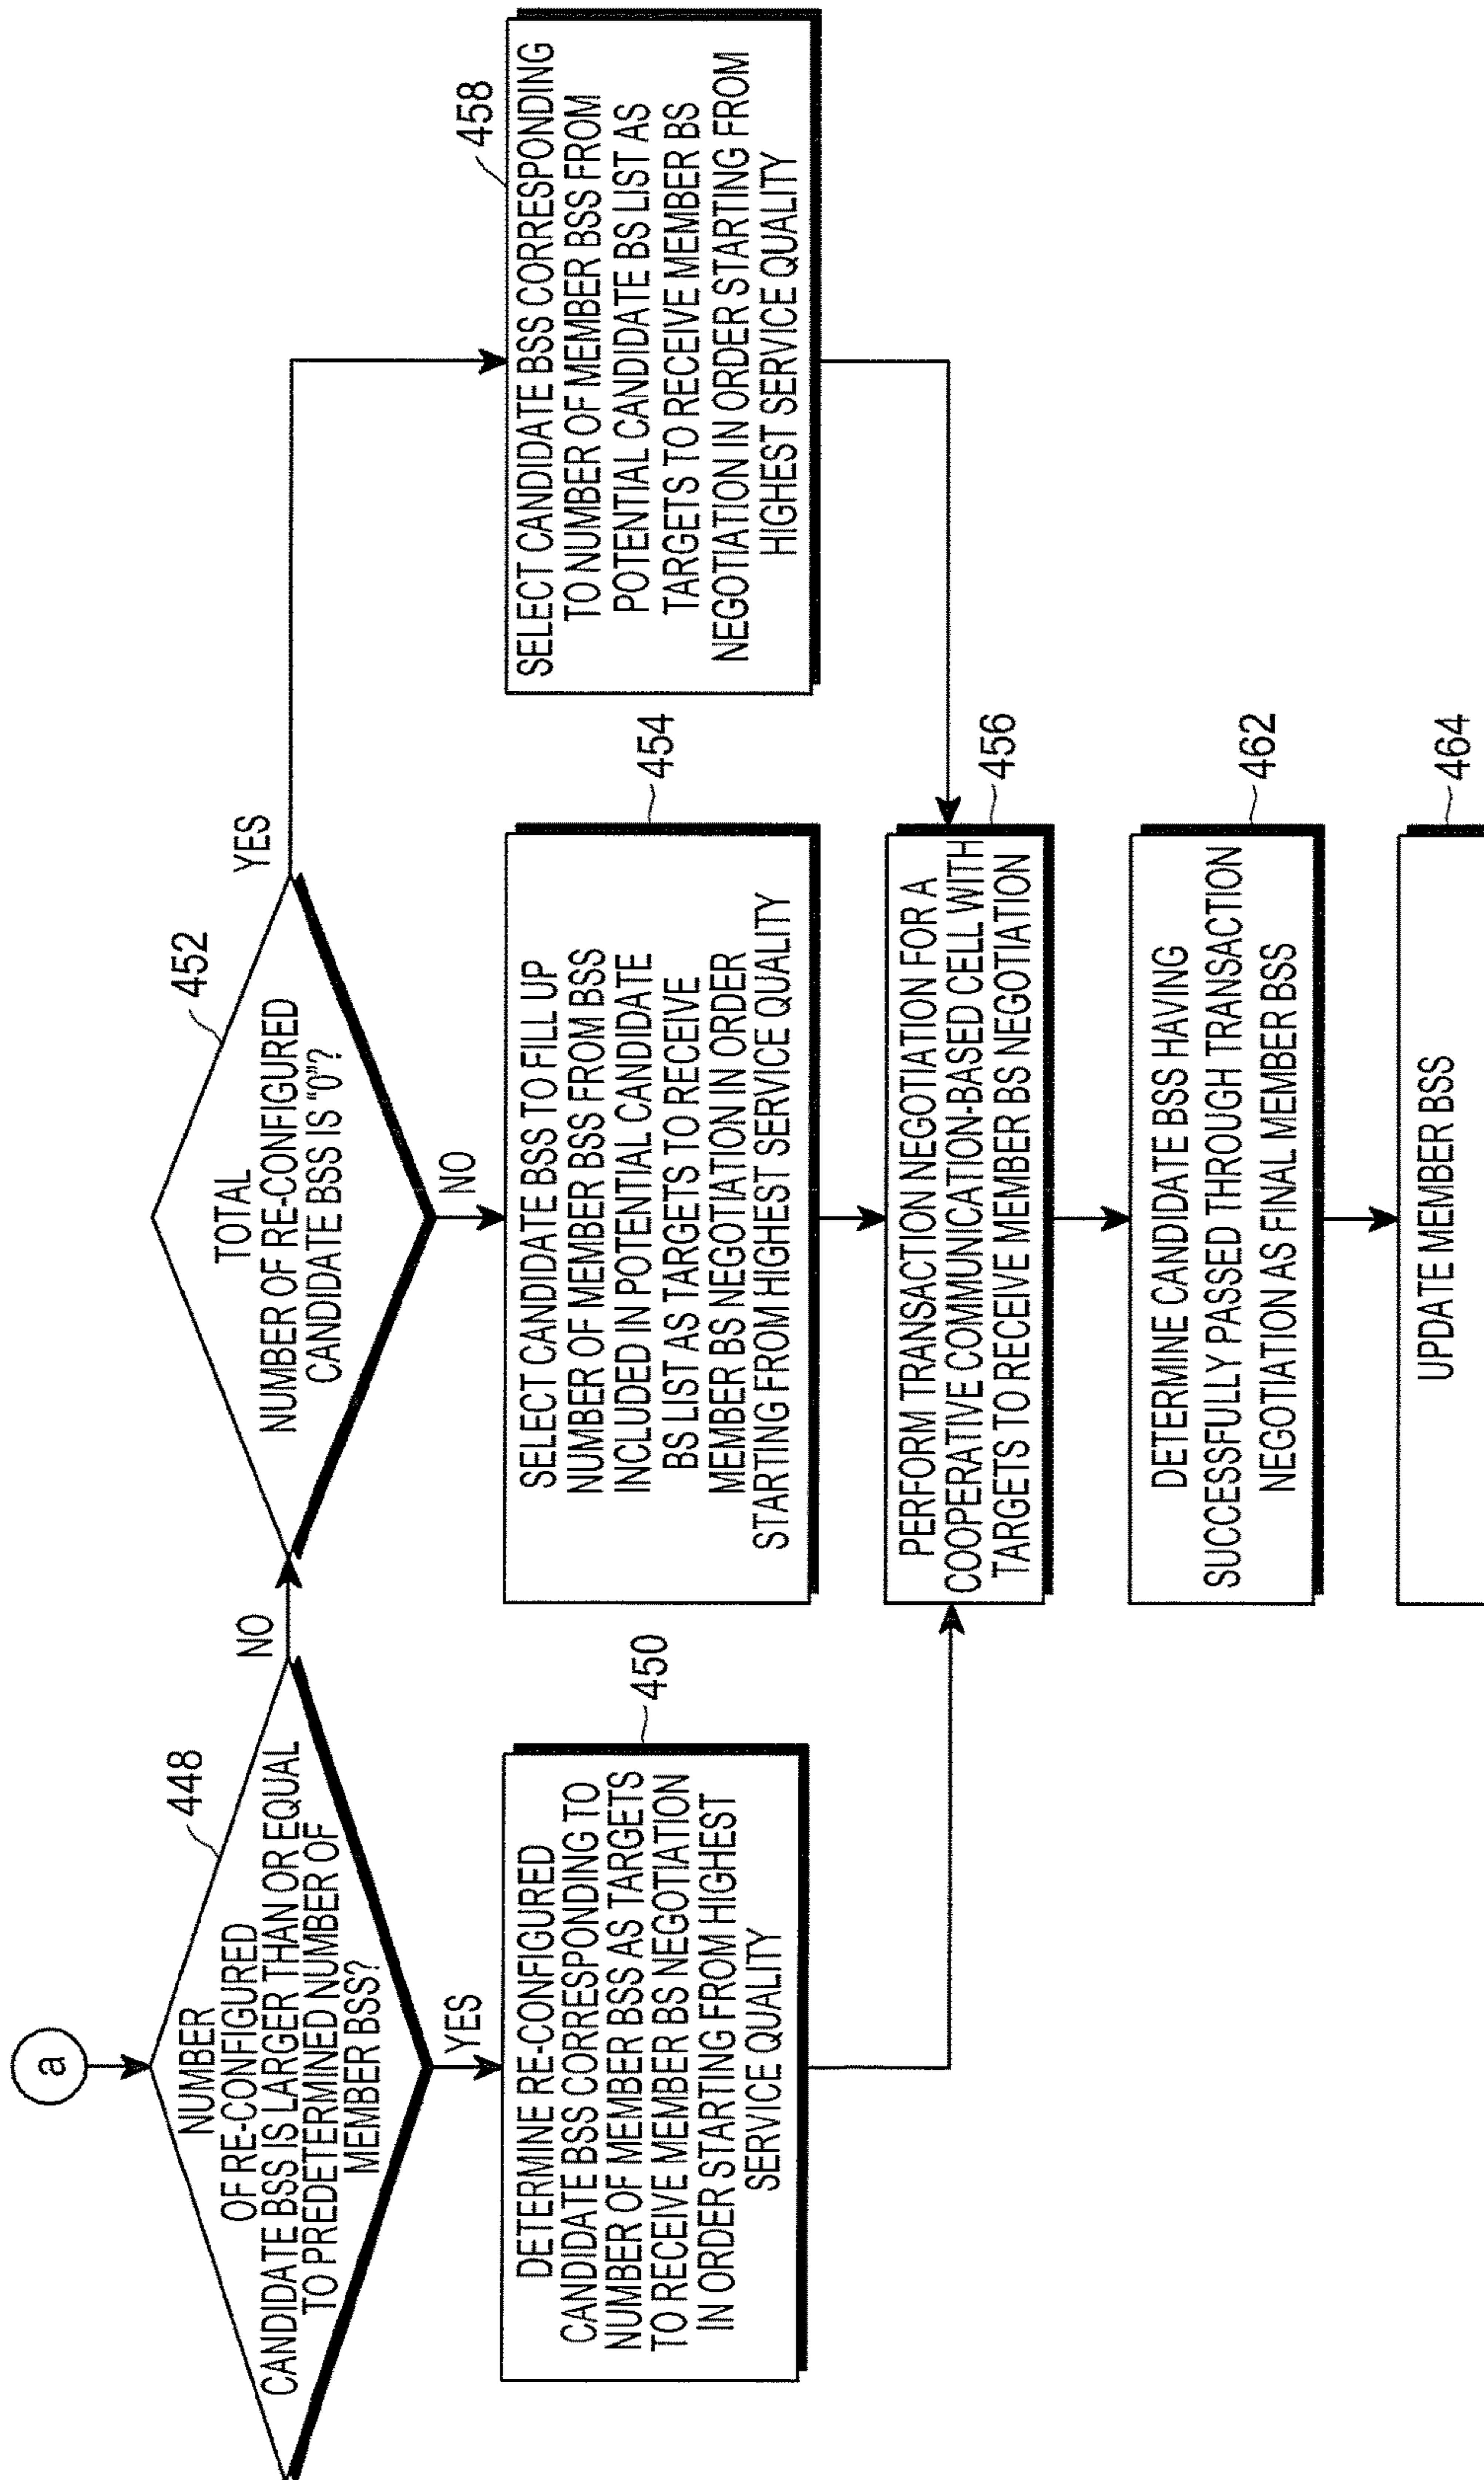 a
448
NUMBER
OF RE-CONFIGURED
CANDIDATE BSS IS LARGER THAN OR EQUAL
TO PREDETERMINED NUMBER OF
MEMBER BSS?
NO
YES
452
TOTAL
NUMBER OF RE-CONFIGURED
CANDIDATE BSS IS "0"?
YES
NO
450
DETERMINE RE-CONFIGURED
CANDIDATE BSS CORRESPONDING TO
NUMBER OF MEMBER BSS AS TARGETS
TO RECEIVE MEMBER BS NEGOTIATION
IN ORDER STARTING FROM HIGHEST
SERVICE QUALITY
454
SELECT CANDIDATE BSS TO FILL UP
NUMBER OF MEMBER BSS FROM BSS
INCLUDED IN POTENTIAL CANDIDATE
BS LIST AS TARGETS TO RECEIVE
MEMBER BS NEGOTIATION IN ORDER
STARTING FROM HIGHEST SERVICE QUALITY
458
SELECT CANDIDATE BSS CORRESPONDING
TO NUMBER OF MEMBER BSS FROM
POTENTIAL CANDIDATE BS LIST AS
TARGETS TO RECEIVE MEMBER BS
NEGOTIATION IN ORDER STARTING FROM
HIGHEST SERVICE QUALITY
456
PERFORM TRANSACTION NEGOTIATION FOR A
COOPERATIVE COMMUNICATION-BASED CELL WITH
TARGETS TO RECEIVE MEMBER BS NEGOTIATION
462
DETERMINE CANDIDATE BSS HAVING
SUCCESSFULLY PASSED THROUGH TRANSACTION
NEGOTIATION AS FINAL MEMBER BSS
464
UPDATE MEMBER BSS